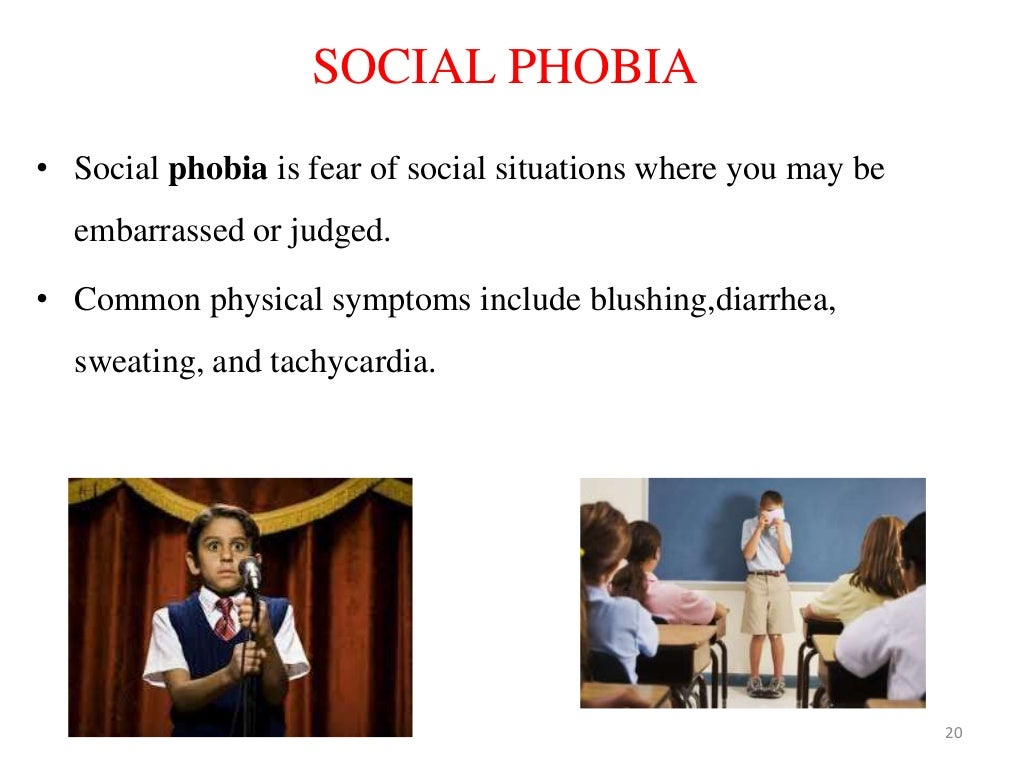 SOCIAL PHOBIA
• Social phobia is fear of social situations where you may be
embarrassed or judged.
• Common physical symptoms include blushing,diarrhea,
sweating, and tachycardia.
20